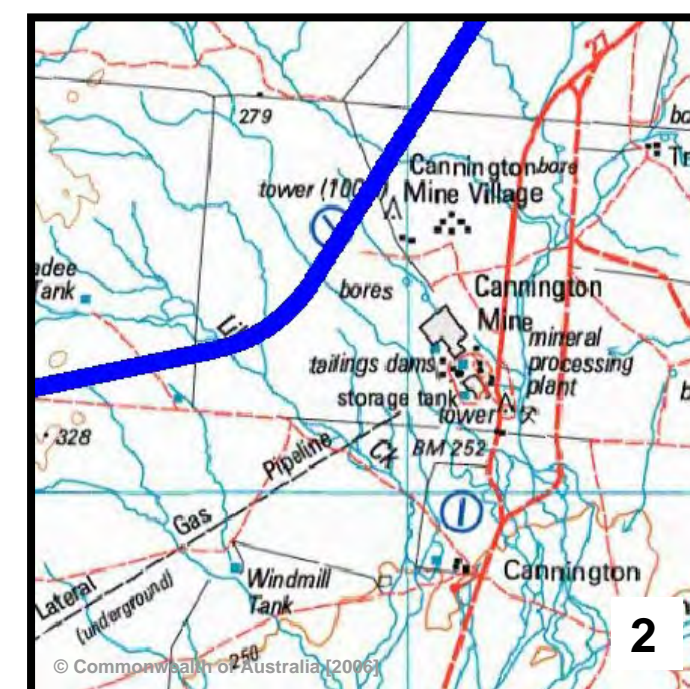 279
Cannington bore
Mine Village
tower (100
bores
Tank
Cannington
Mine
mineral
processing
plant
tailings dams
storage tank
tower
328
Ck
BM 252
Pipeline
Gas
Lateral
(underground)
Windmill
Tank
Cannington
250
2
© Commonwealth of Australia [2006]